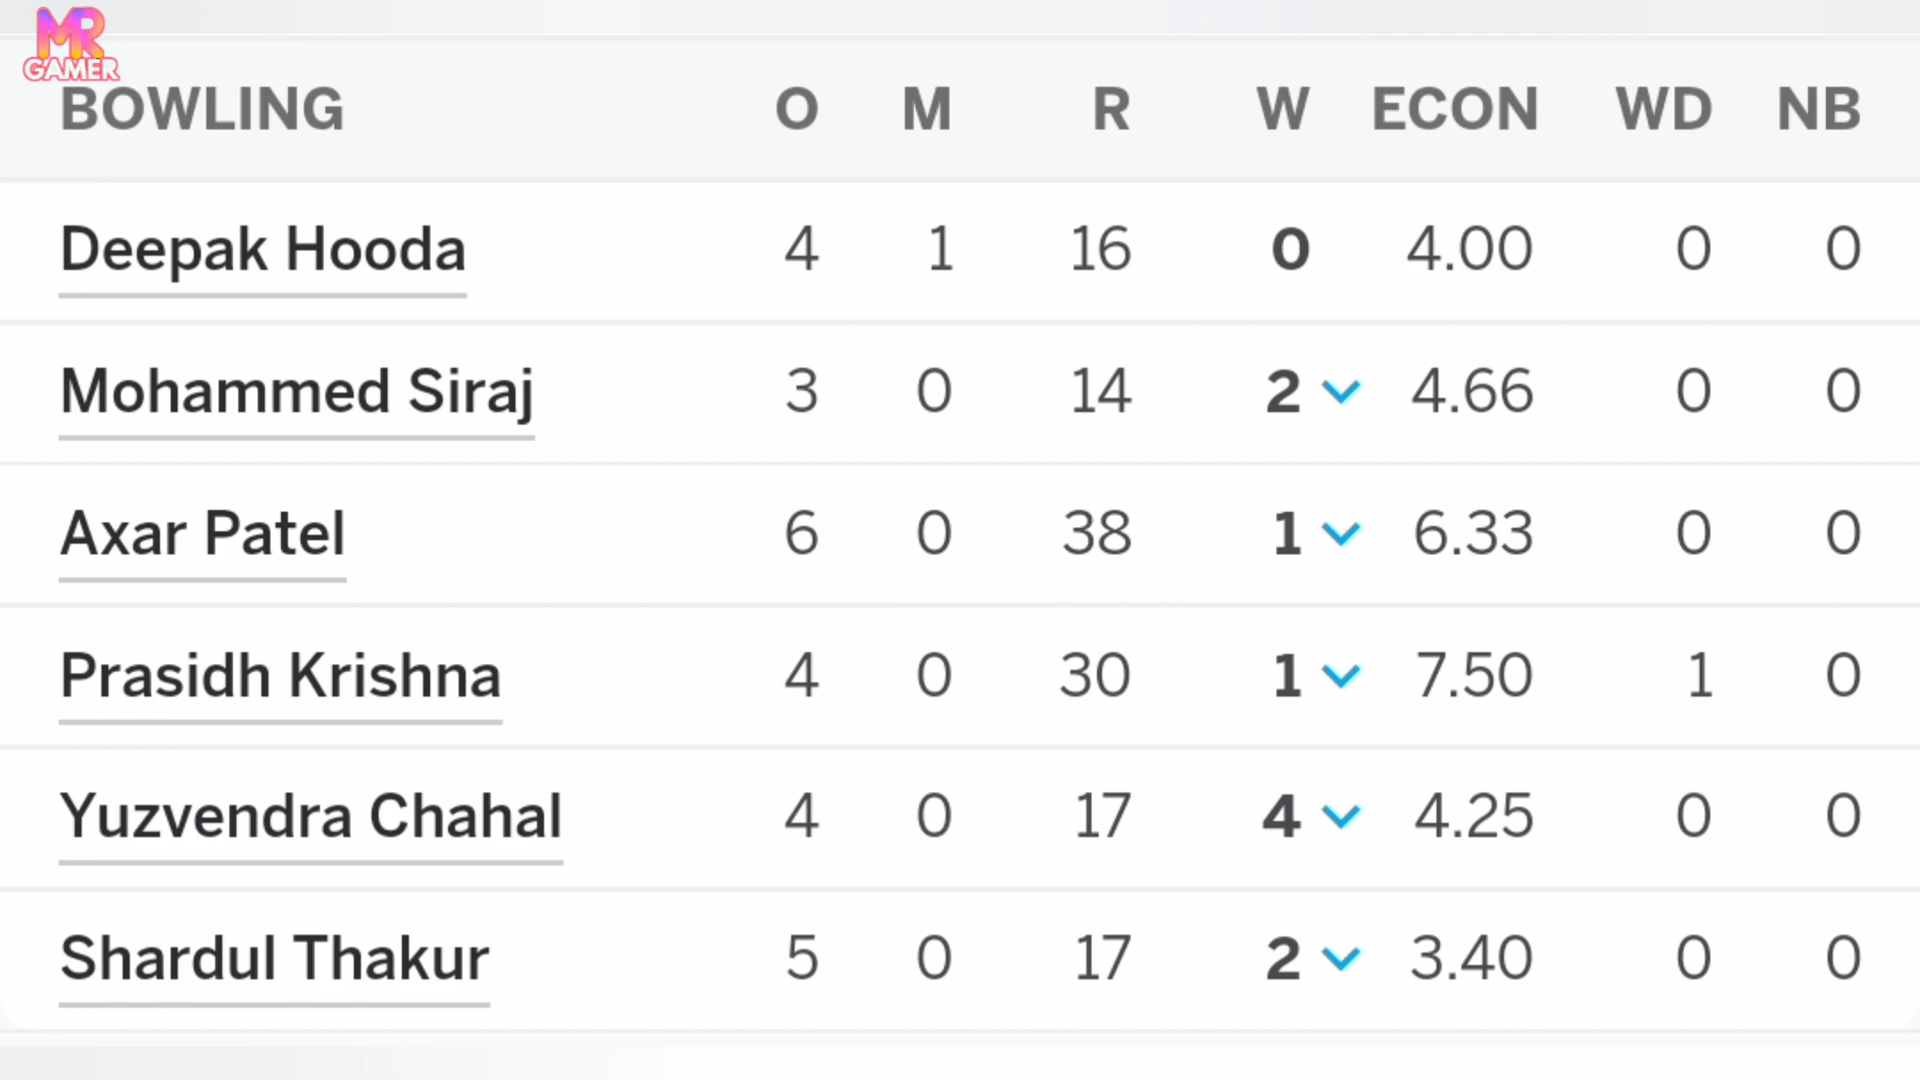 MR
GAMER
BOWLING O M R W ECON WD NB
Deepak Hooda 4 1 16 0 4.00 0 0
Mohammed Siraj 3 0 14 2 4.66 0 0
Axar Patel 6 0 38 1 6.33 0 0
Prasidh Krishna 4 0 30 1 7.50 1 0
Yuzvendra Chahal 4 0 17 4 4.25 0 0
Shardul Thakur 5 0 17 2 3.40 0 0